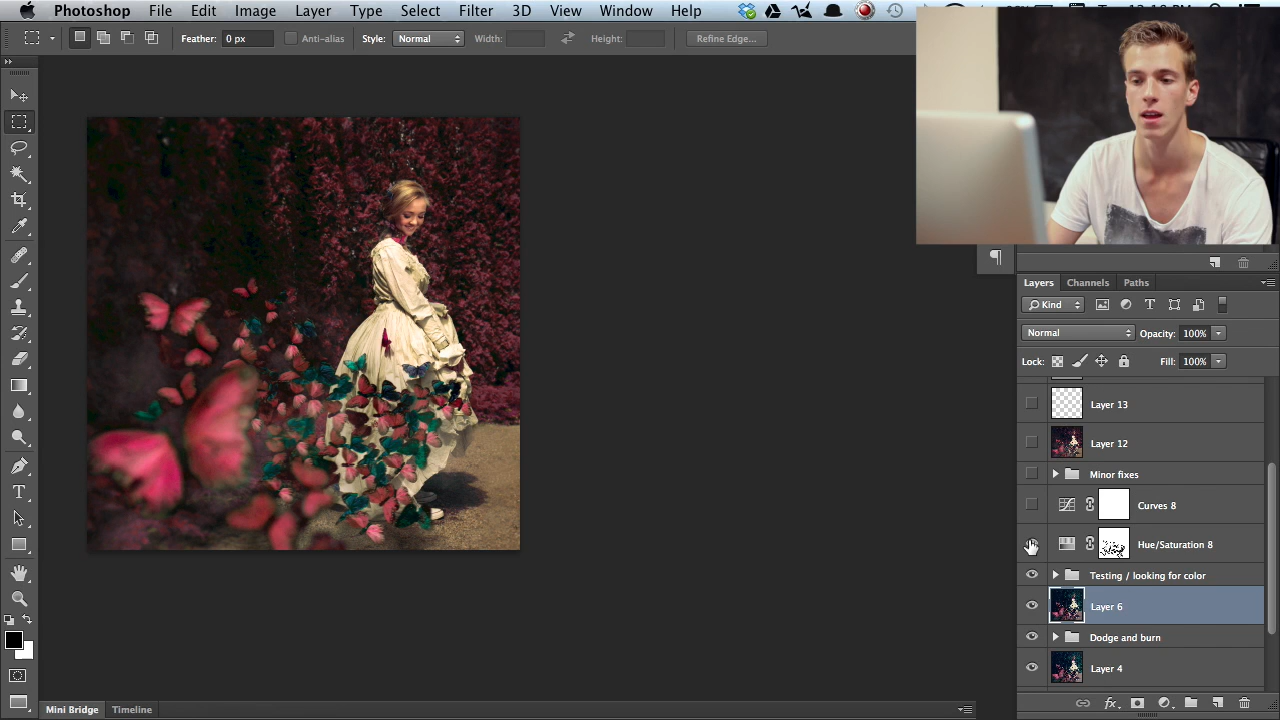 Photoshop File Edit Image Layer Type Select Filter 3D View Window Help
Feather: 0 px Anti-alias Style: Normal Width: Height: Refine Edge...
Layers Channels Paths
Kind
Normal Opacity: 100%
Lock: Fill: 100%
Layer 13
Layer 12
Minor fixes
Curves 8
Hue/Saturation 8
Testing / looking for color
Layer 6
Dodge and burn
Layer 4
fx
Mini Bridge Timeline